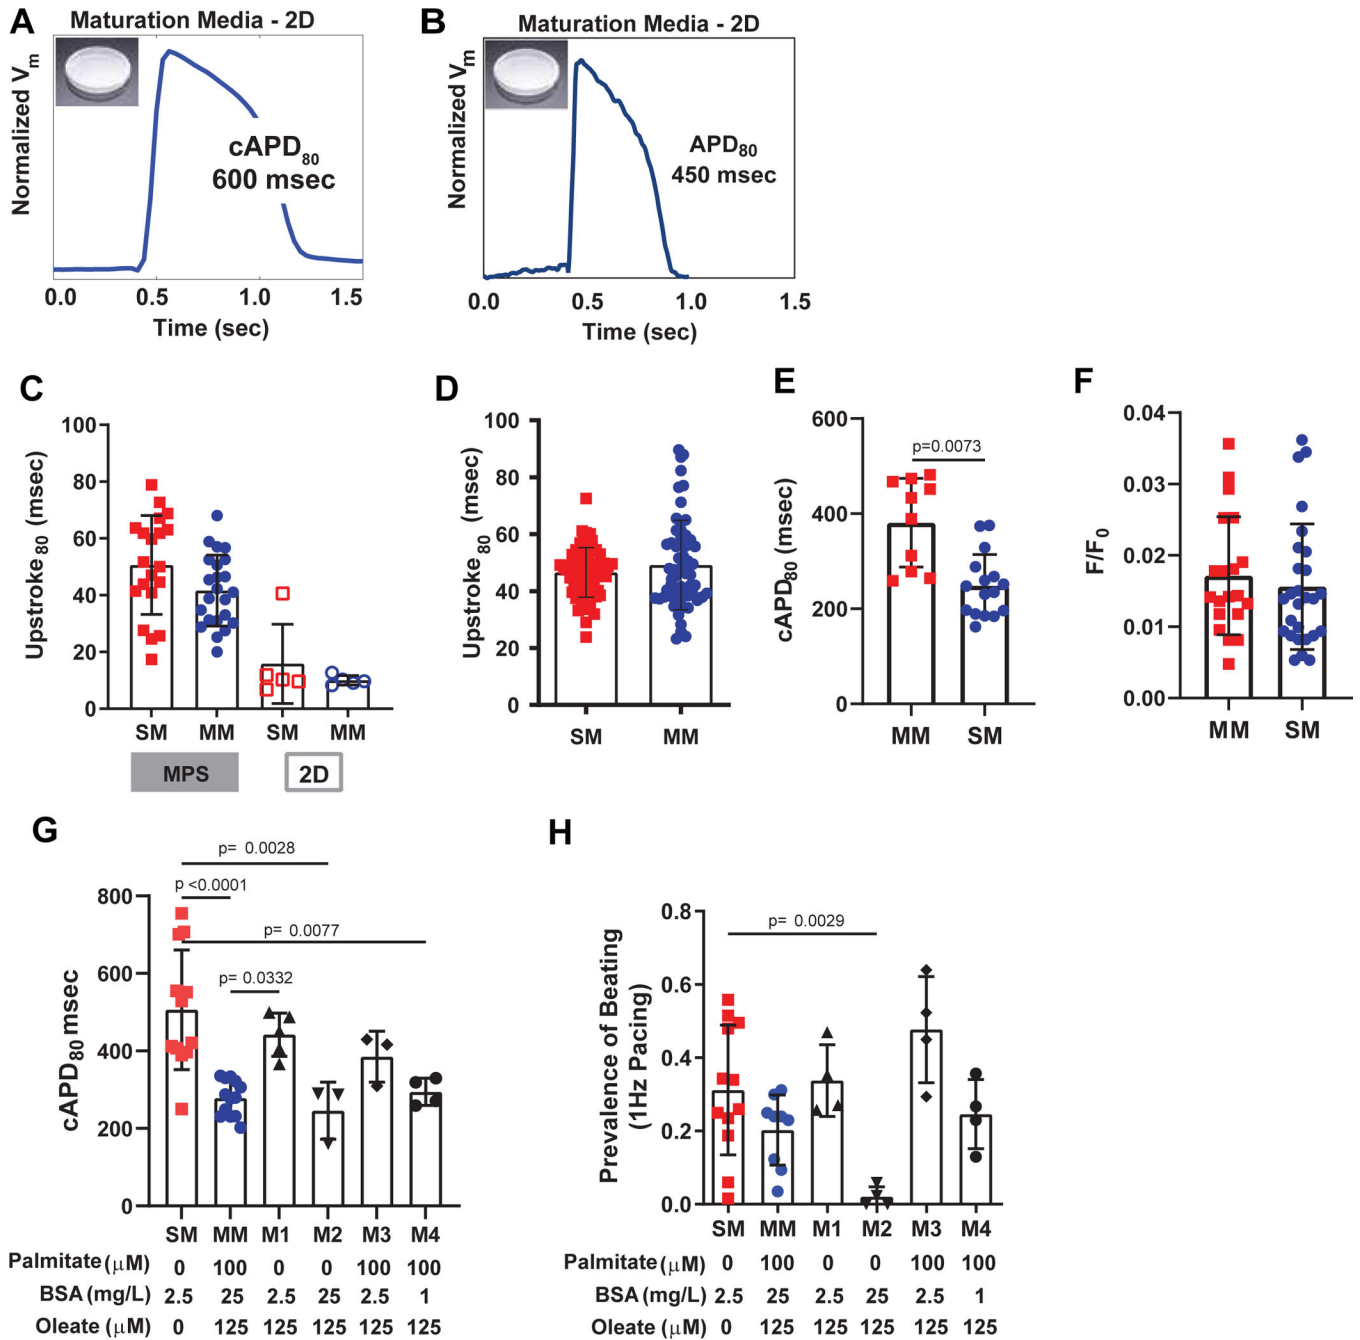 A
Maturation Media - 2D
Normalized Vm
cAPD80
600 msec
0.0 0.5 1.0 1.5
Time (sec)
B
Maturation Media - 2D
Normalized Vm
APD80
450 msec
0.0 0.5 1.0 1.5
Time (sec)
C
Upstroke80 (msec)
100
80
60
40
20
0
SM MM SM MM
MPS 2D
D
Upstroke80 (msec)
100
80
60
40
20
0
SM MM
E
cAPD80 (msec)
600
400
200
0
p=0.0073
MM SM
F
F/F0
0.04
0.03
0.02
0.01
0.00
MM SM
G
cAPD80 msec
800
600
400
200
0
p= 0.0028
p <0.0001
p= 0.0077
p= 0.0332
SM MM M1 M2 M3 M4
Palmitate (μM) 0 100 0 0 100 100
BSA (mg/L) 2.5 25 2.5 25 2.5 1
Oleate (μM) 0 125 125 125 125 125
H
Prevalence of Beating
(1Hz Pacing)
0.8
0.6
0.4
0.2
0.0
p= 0.0029
SM MM M1 M2 M3 M4
Palmitate (μM) 0 100 0 0 100 100
BSA (mg/L) 2.5 25 2.5 25 2.5 1
Oleate (μM) 0 125 125 125 125 125